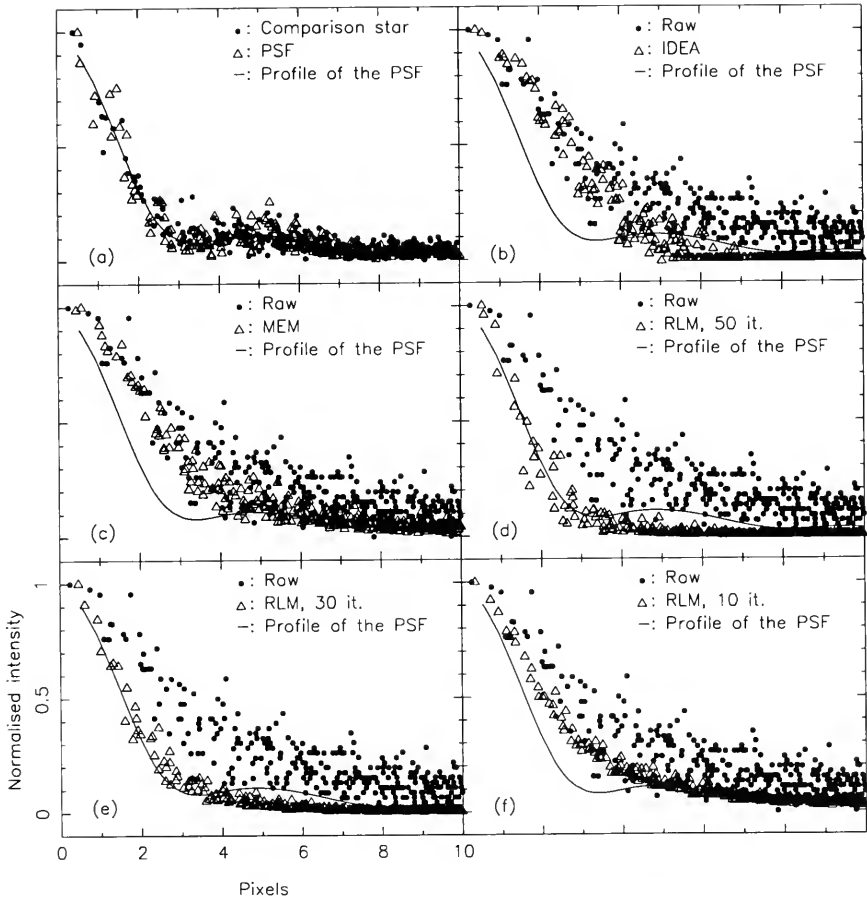 • : Comparison star
△ : PSF
— : Profile of the PSF
(a)
• : Raw
△ : IDEA
—: Profile of the PSF
(b)
• : Raw
△ : MEM
—: Profile of the PSF
(c)
• : Raw
△ : RLM, 50 it.
—: Profile of the PSF
(d)
• : Raw
△ : RLM, 30 it.
—: Profile of the PSF
(e)
• : Raw
△ : RLM, 10 it.
—: Profile of the PSF
(f)
Normalised intensity
1
0.5
0
0 2 4 6 8 10
Pixels